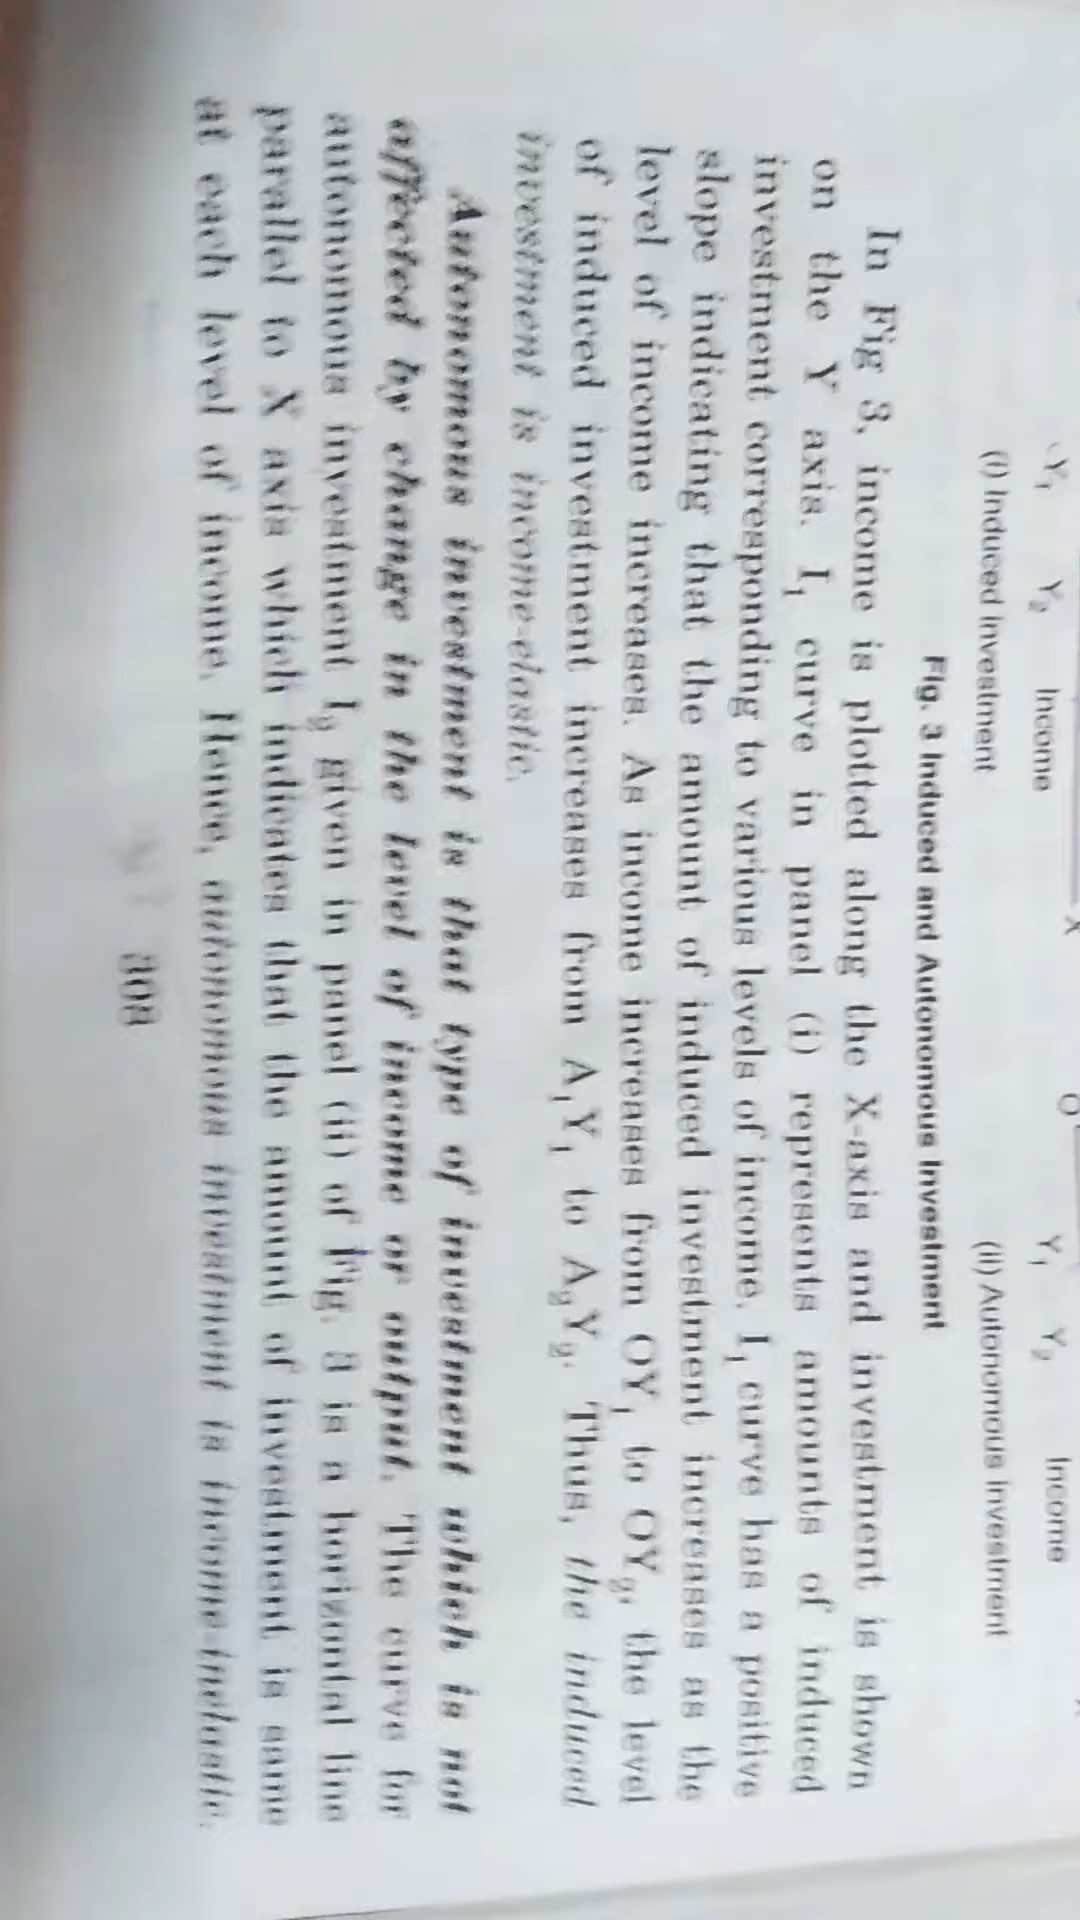 Y₁ Y₂ Income X
O Y₁ Y₂ Income
(i) Induced investment
(ii) Autonomous investment
Fig. 3 Induced and Autonomous Investment
In Fig 3, income is plotted along the X-axis and investment is shown
on the Y axis. I₁ curve in panel (i) represents amounts of induced
investment corresponding to various levels of income. I₁ curve has a positive
slope indicating that the amount of induced investment increases as the
level of income increases. As income increases from OY₁ to OY₂, the level
of induced investment increases from A₁Y₁ to A₂Y₂. Thus, the induced
investment is income-elastic.
Autonomous investment is that type of investment which is not
affected by change in the level of income or output. The curve for
autonomous investment I₂ given in panel (ii) of Fig. 3 is a horizontal line
parallel to X axis which indicates that the amount of investment is same
at each level of income. Hence, autonomous investment is income-inelastic.